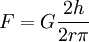 F = G \frac{2h}{2r\pi}